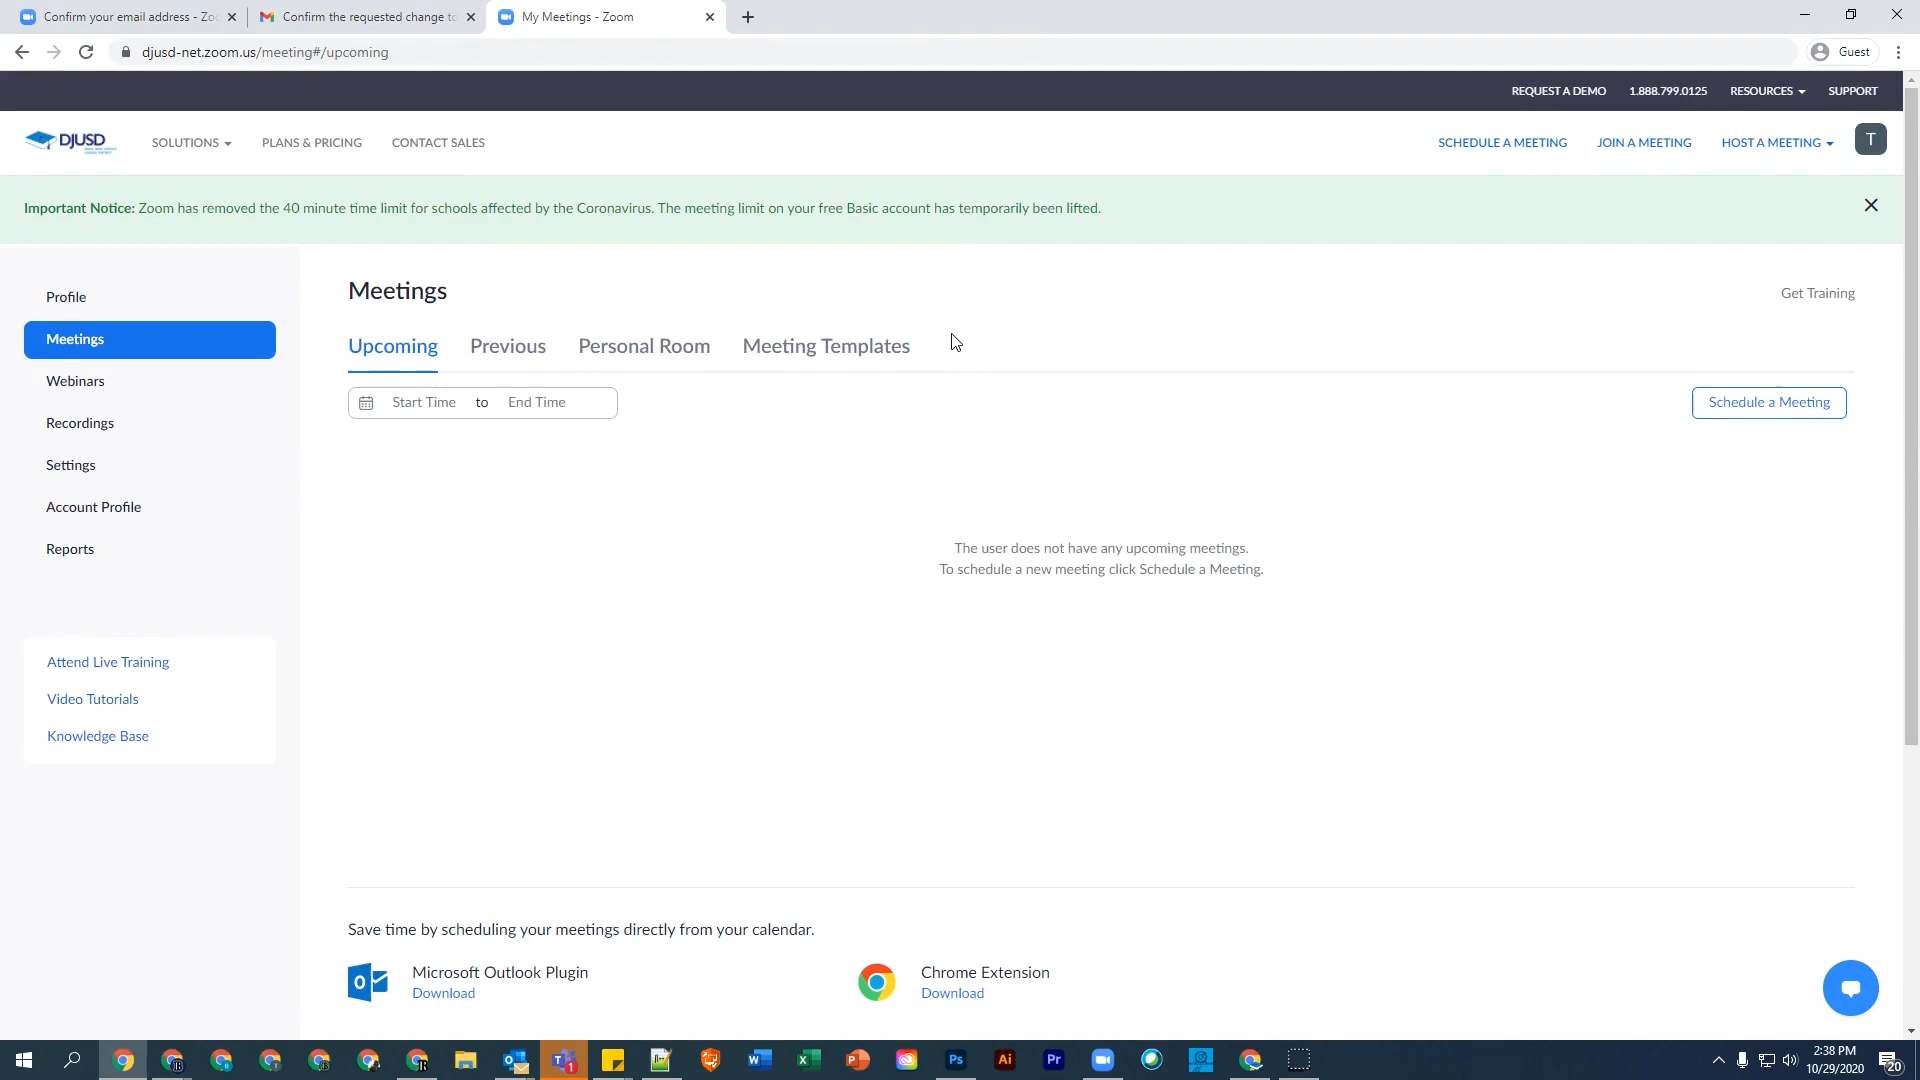 Confirm your email address - Zo
Confirm the requested change to
My Meetings - Zoom
djusd-net.zoom.us/meeting#/upcoming
Guest
REQUEST A DEMO
1.888.799.0125
RESOURCES
SUPPORT
DJUSD
SOLUTIONS
PLANS & PRICING
CONTACT SALES
SCHEDULE A MEETING
JOIN A MEETING
HOST A MEETING
T
Important Notice: Zoom has removed the 40 minute time limit for schools affected by the Coronavirus. The meeting limit on your free Basic account has temporarily been lifted.
Profile
Meetings
Webinars
Recordings
Settings
Account Profile
Reports
Attend Live Training
Video Tutorials
Knowledge Base
Meetings
Get Training
Upcoming
Previous
Personal Room
Meeting Templates
Start Time to End Time
Schedule a Meeting
The user does not have any upcoming meetings.
To schedule a new meeting click Schedule a Meeting.
Save time by scheduling your meetings directly from your calendar.
Microsoft Outlook Plugin
Download
Chrome Extension
Download
Ps
Ai
Pr
2:38 PM
10/29/2020
20